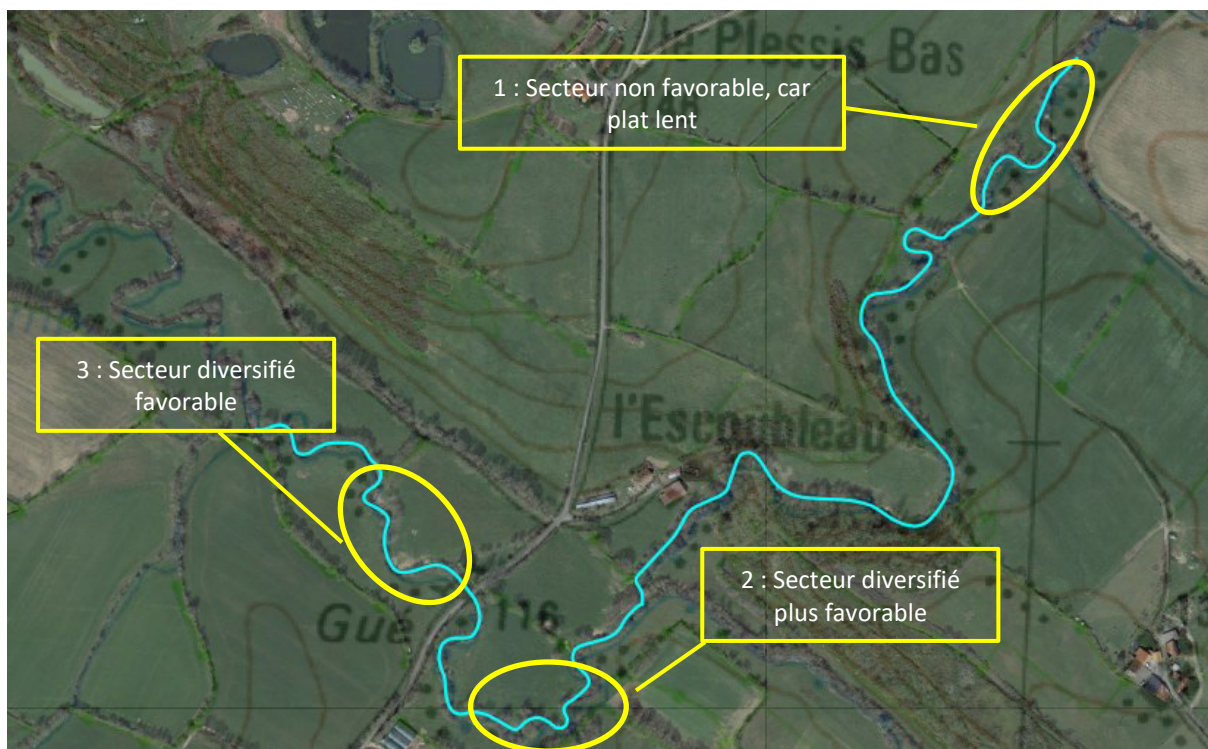 le Plessis Bas
1 : Secteur non favorable, car
plat lent
3 : Secteur diversifié
favorable
l'Escoubleau
2 : Secteur diversifié
plus favorable
Gué
116